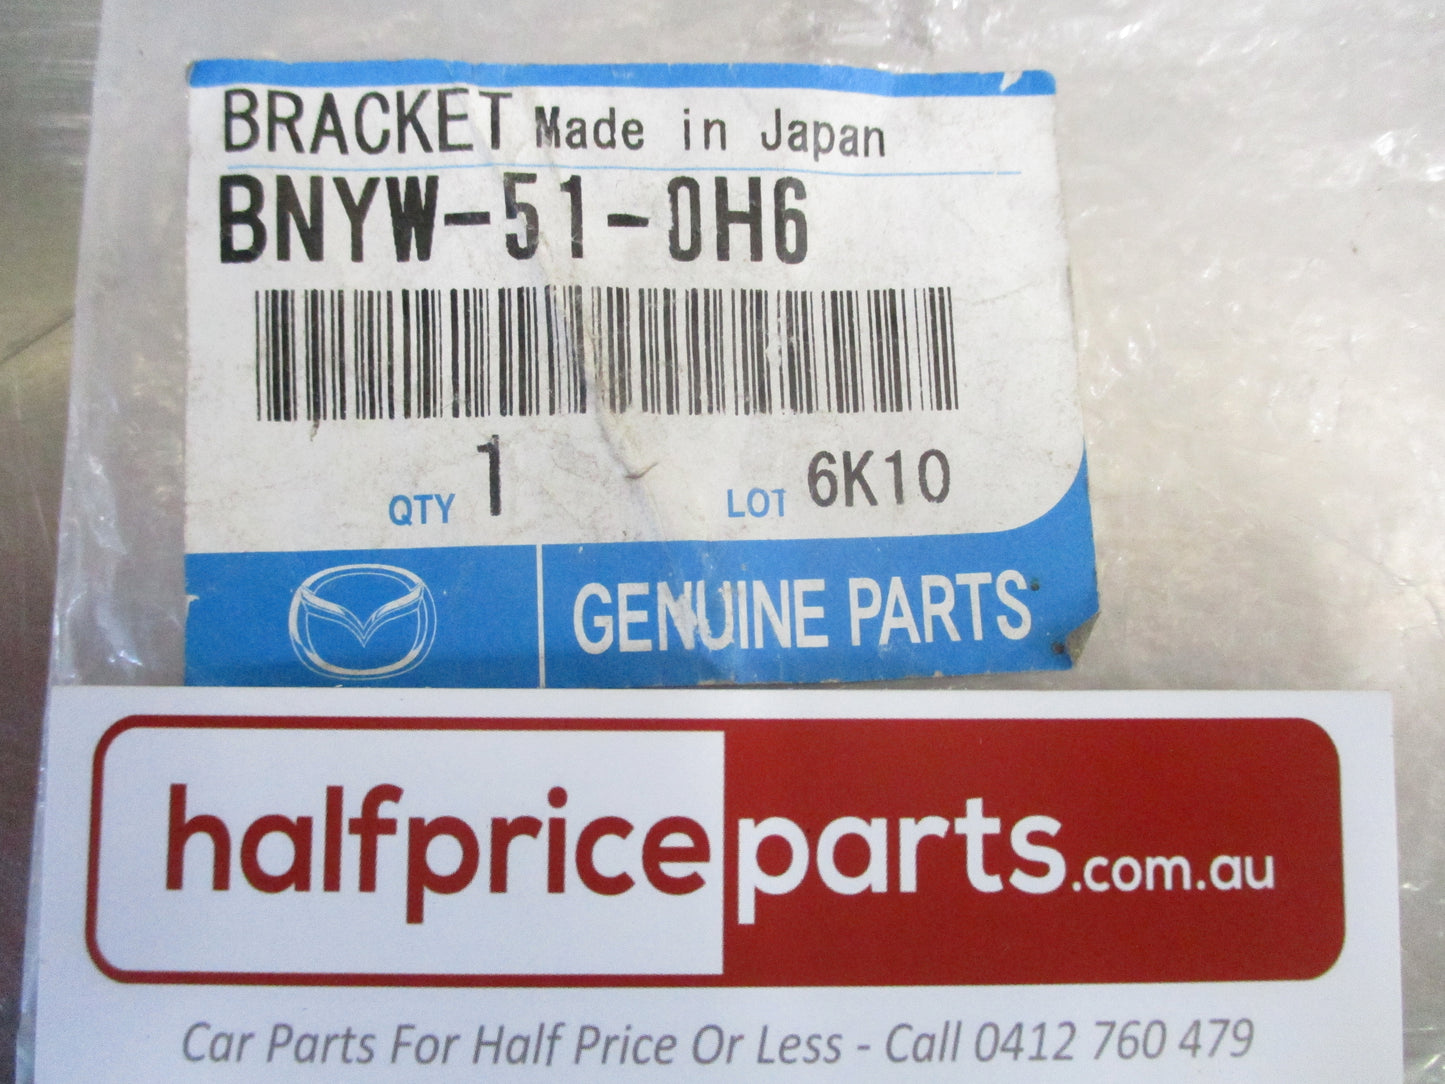 BRACKET Made in Japan
BNYW-51-0H6
QTY 1 LOT 6K10
GENUINE PARTS
halfpriceparts.com.au
Car Parts For Half Price Or Less - Call 0412 760 479